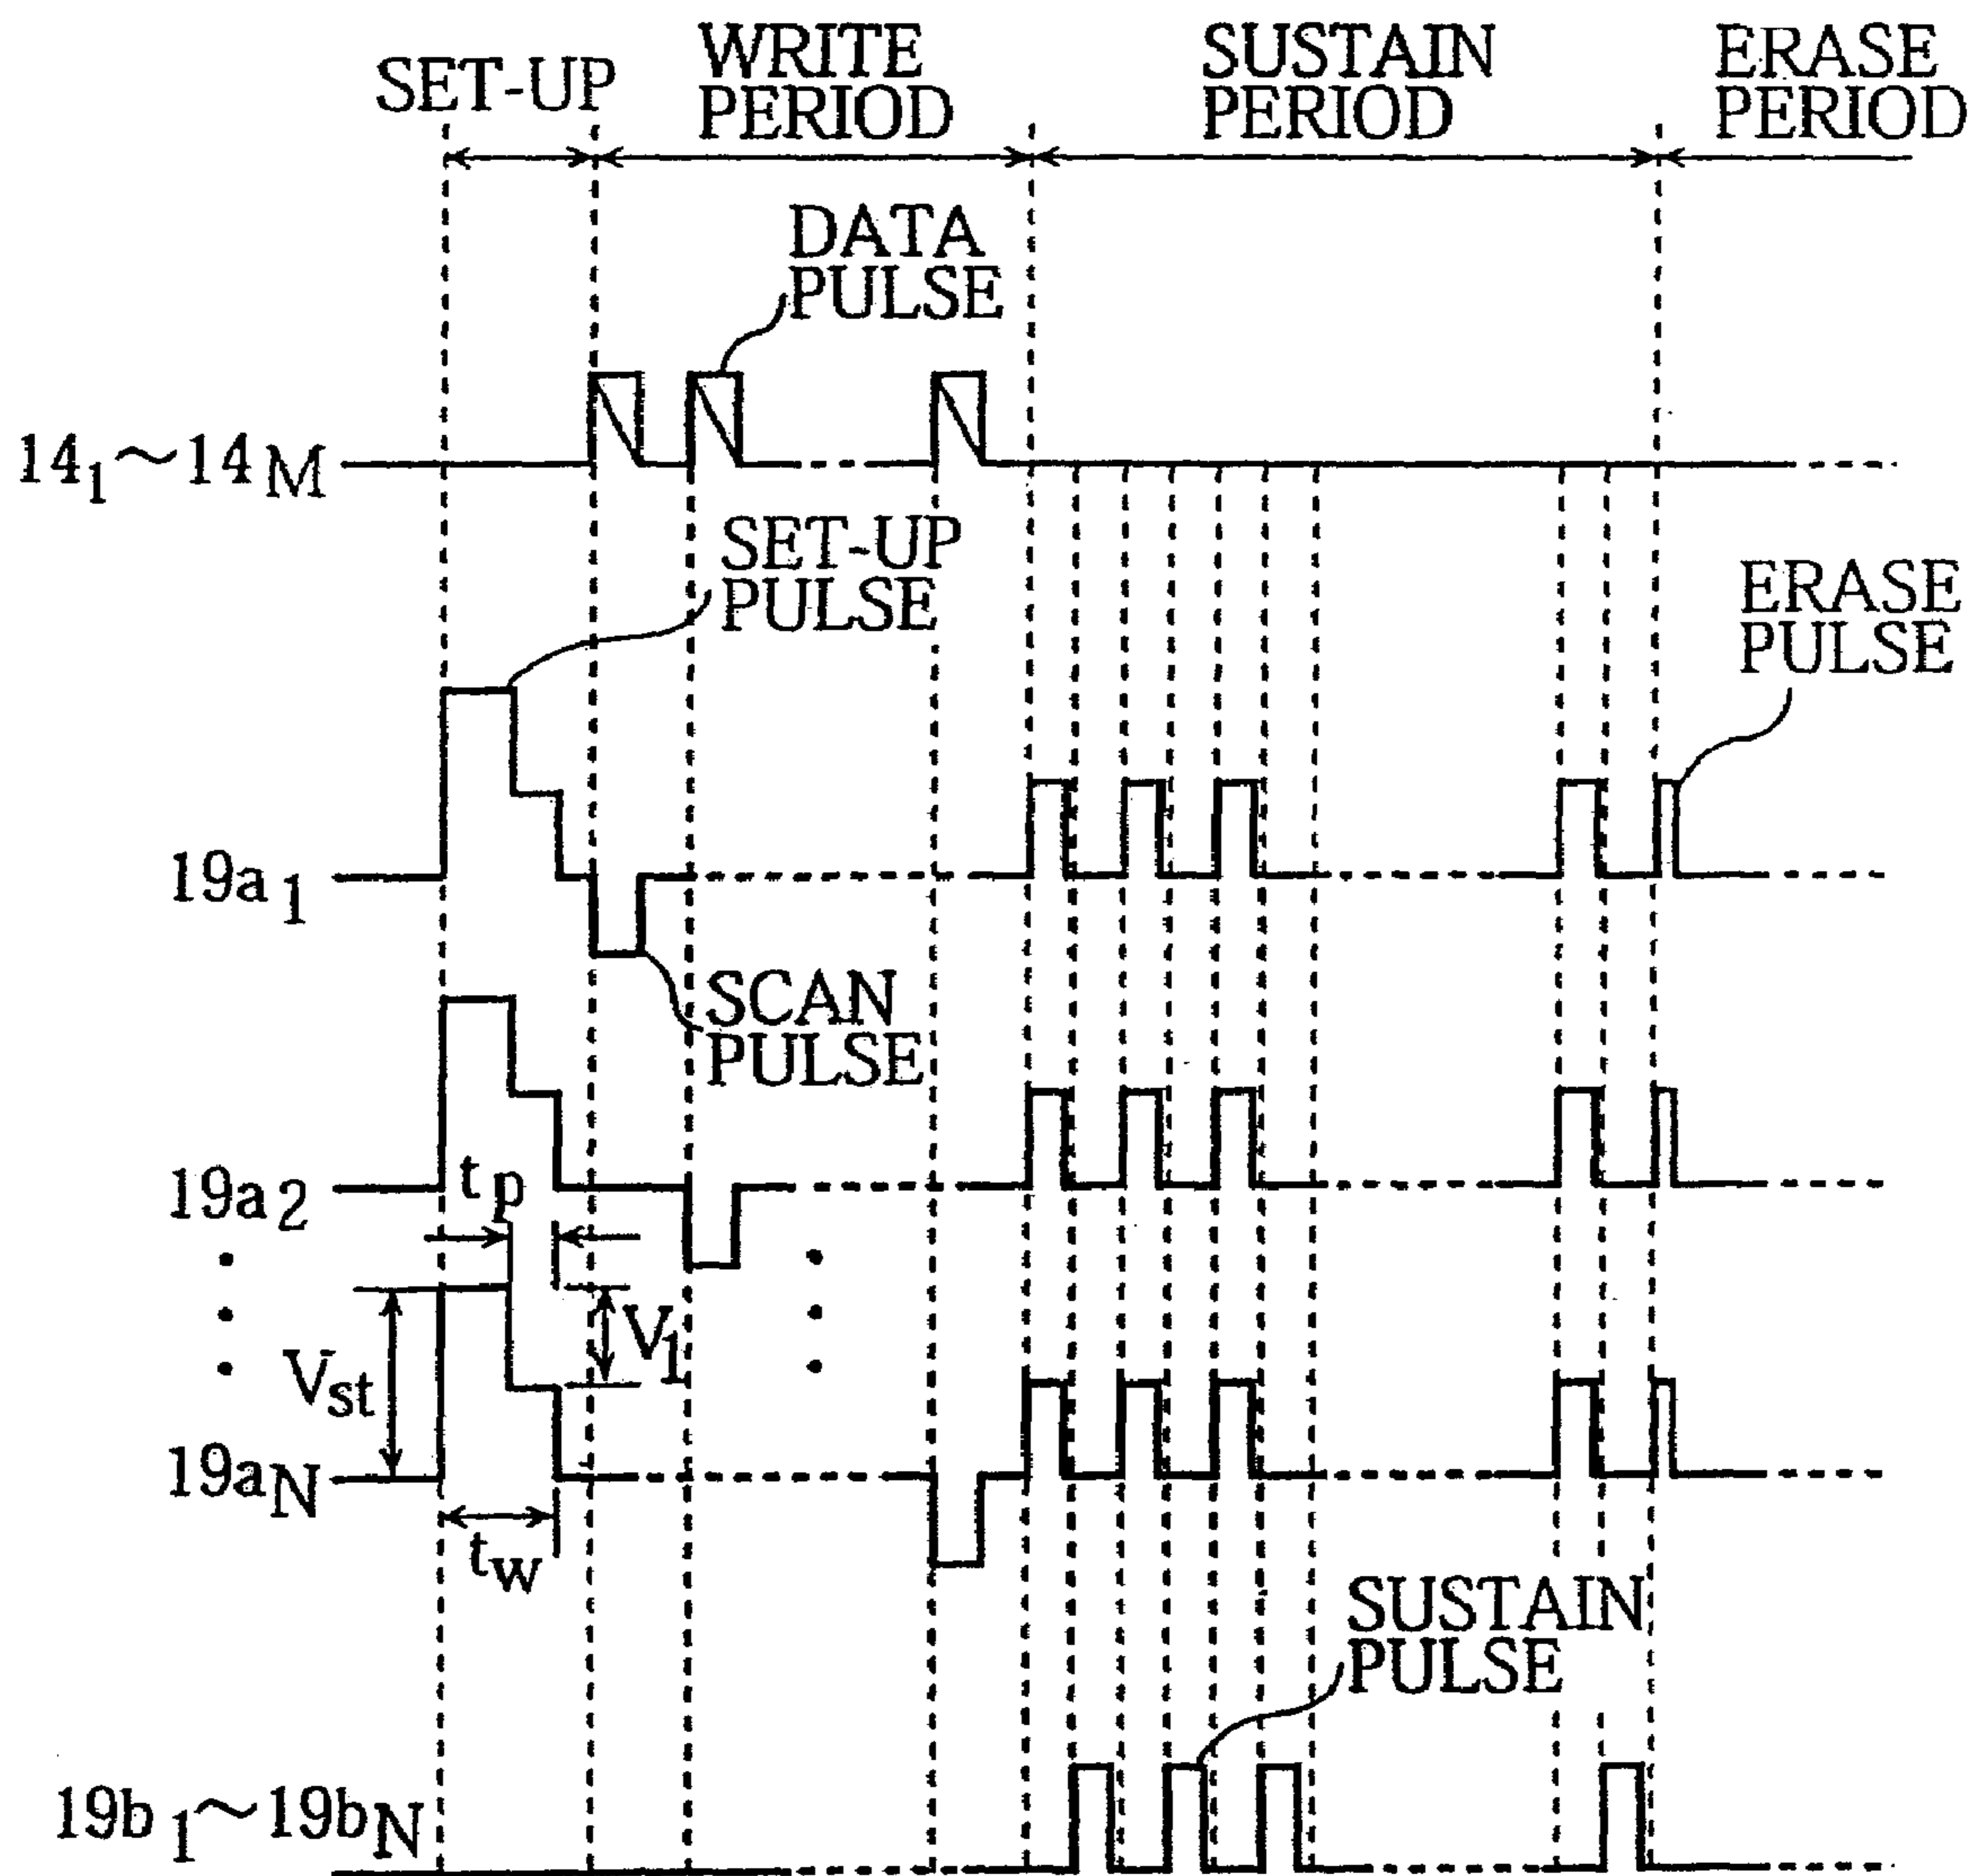 SET-UP
WRITE
PERIOD
SUSTAIN
PERIOD
ERASE
PERIOD
DATA
PULSE
14₁~14M
SET-UP
PULSE
ERASE
PULSE
19a₁
SCAN
PULSE
19a₂
tp
Vst
V₁
19aN
tw
SUSTAIN
PULSE
19b₁~19bN